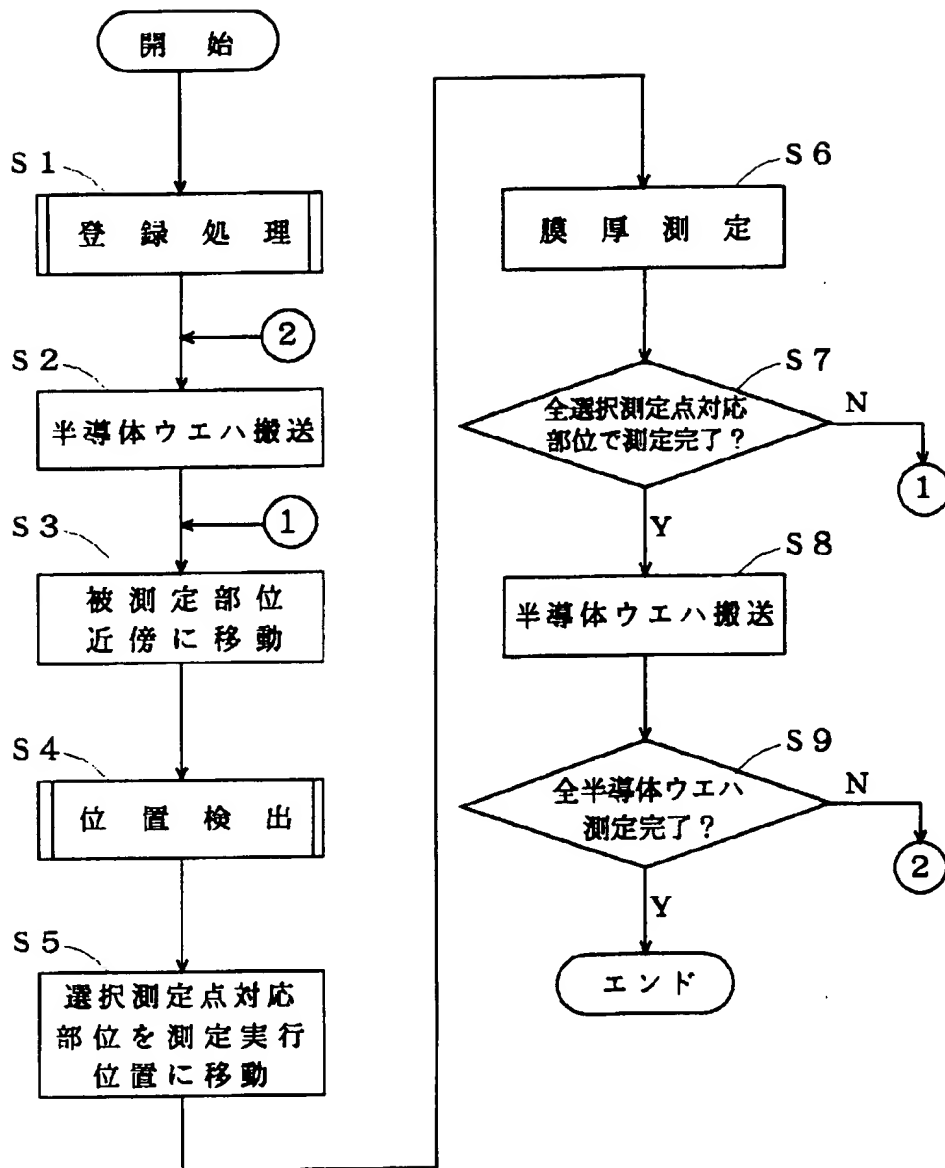 開始
S1
登録処理
2
S2
半導体ウエハ搬送
1
S3
被測定部位
近傍に移動
S4
位置検出
S5
選択測定点対応
部位を測定実行
位置に移動
S6
膜厚測定
S7
全選択測定点対応
部位で測定完了?
N
1
Y
S8
半導体ウエハ搬送
S9
全半導体ウエハ
測定完了?
N
2
Y
エンド